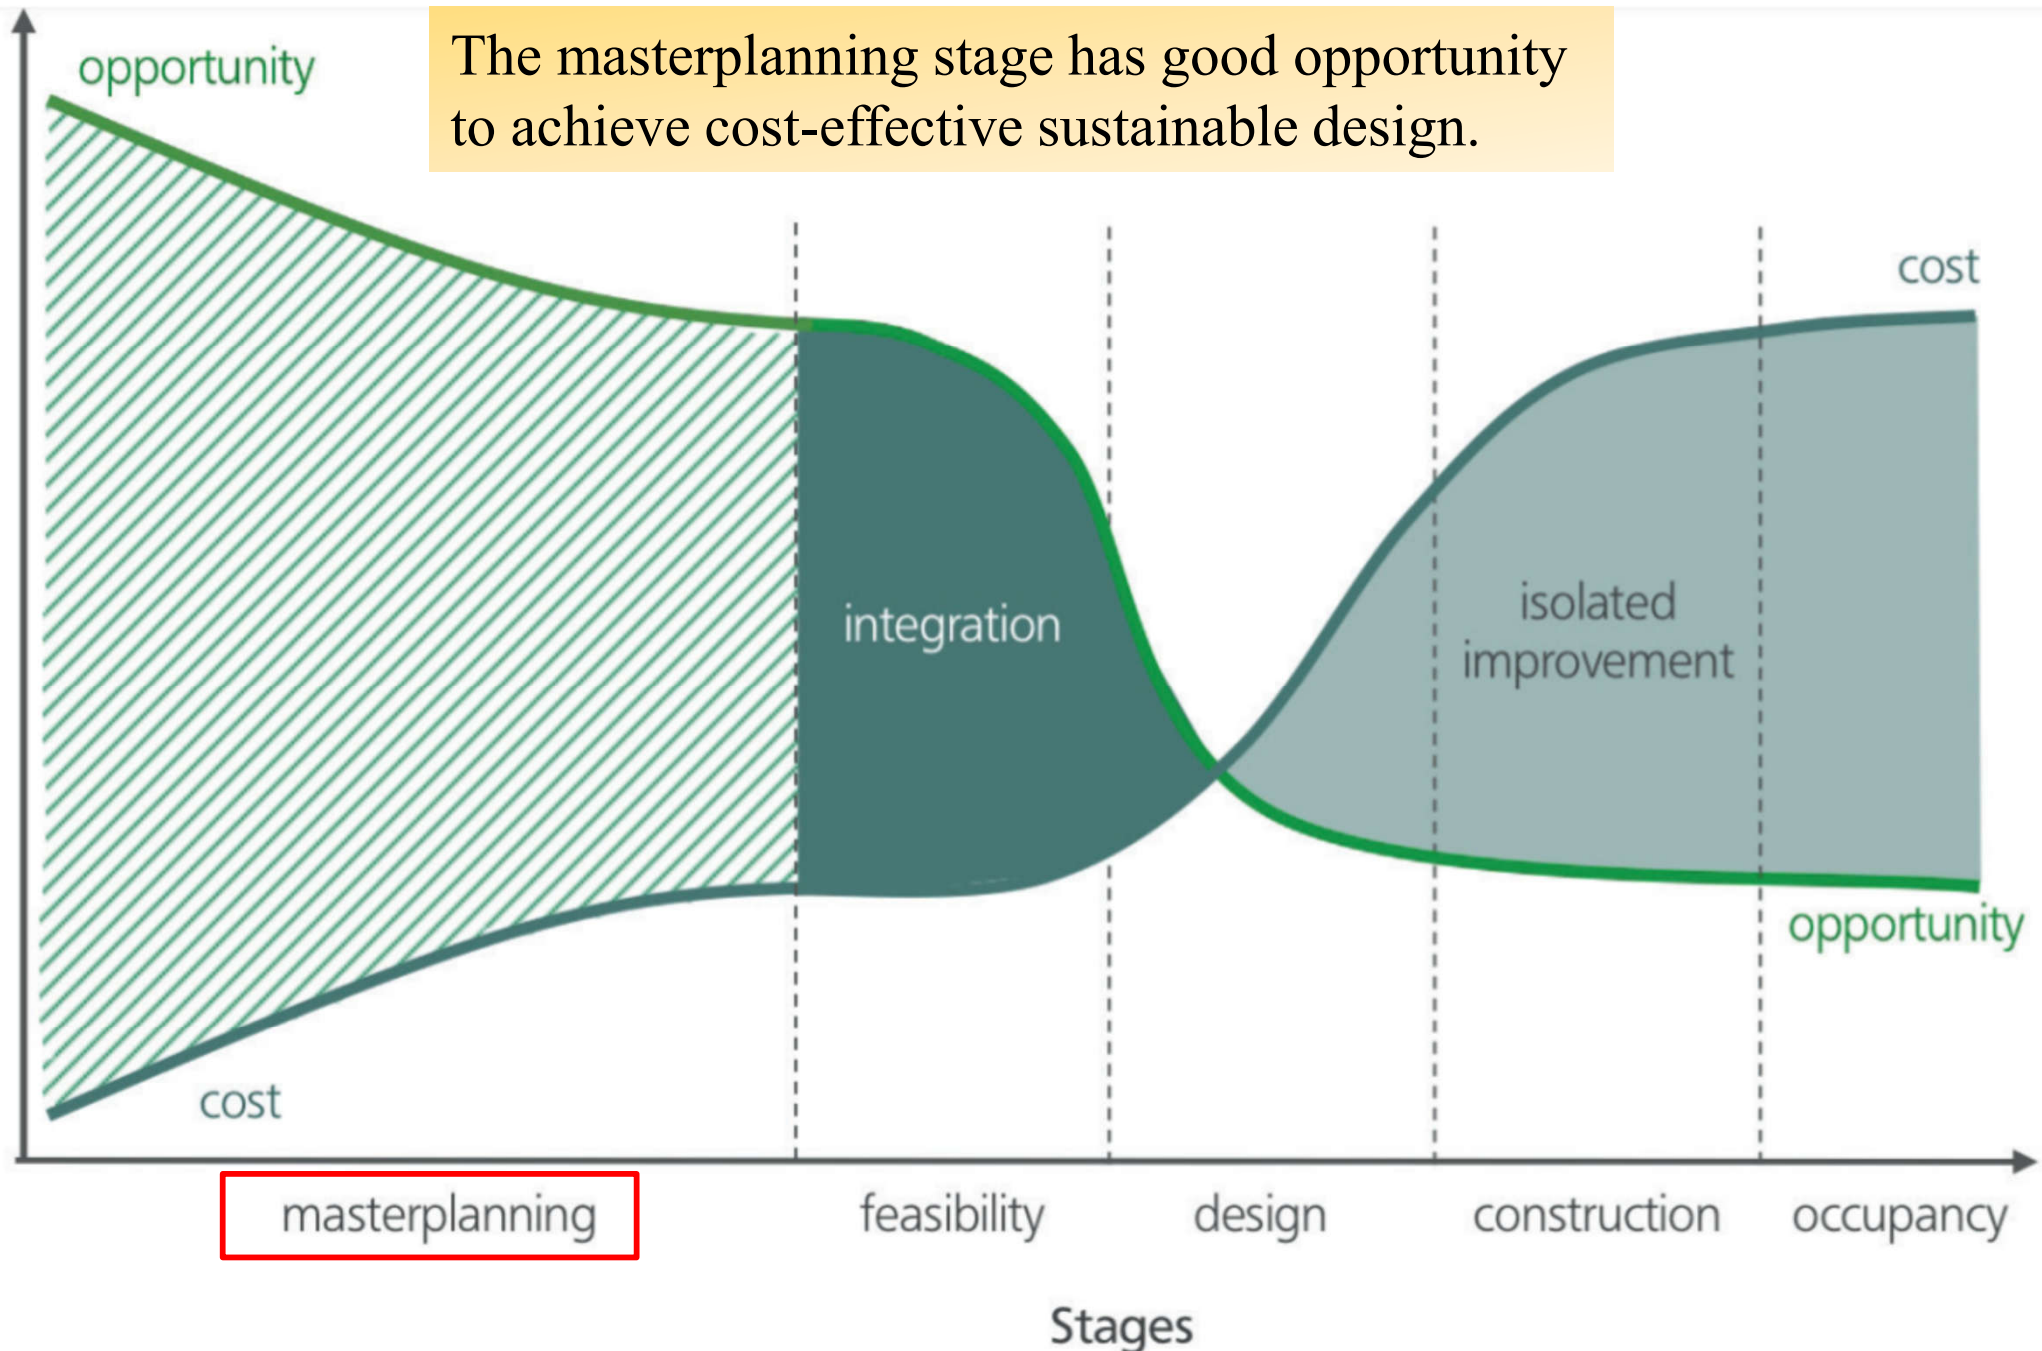 opportunity
The masterplanning stage has good opportunity
to achieve cost-effective sustainable design.
cost
integration
isolated
improvement
opportunity
cost
masterplanning
feasibility
design
construction
occupancy
Stages